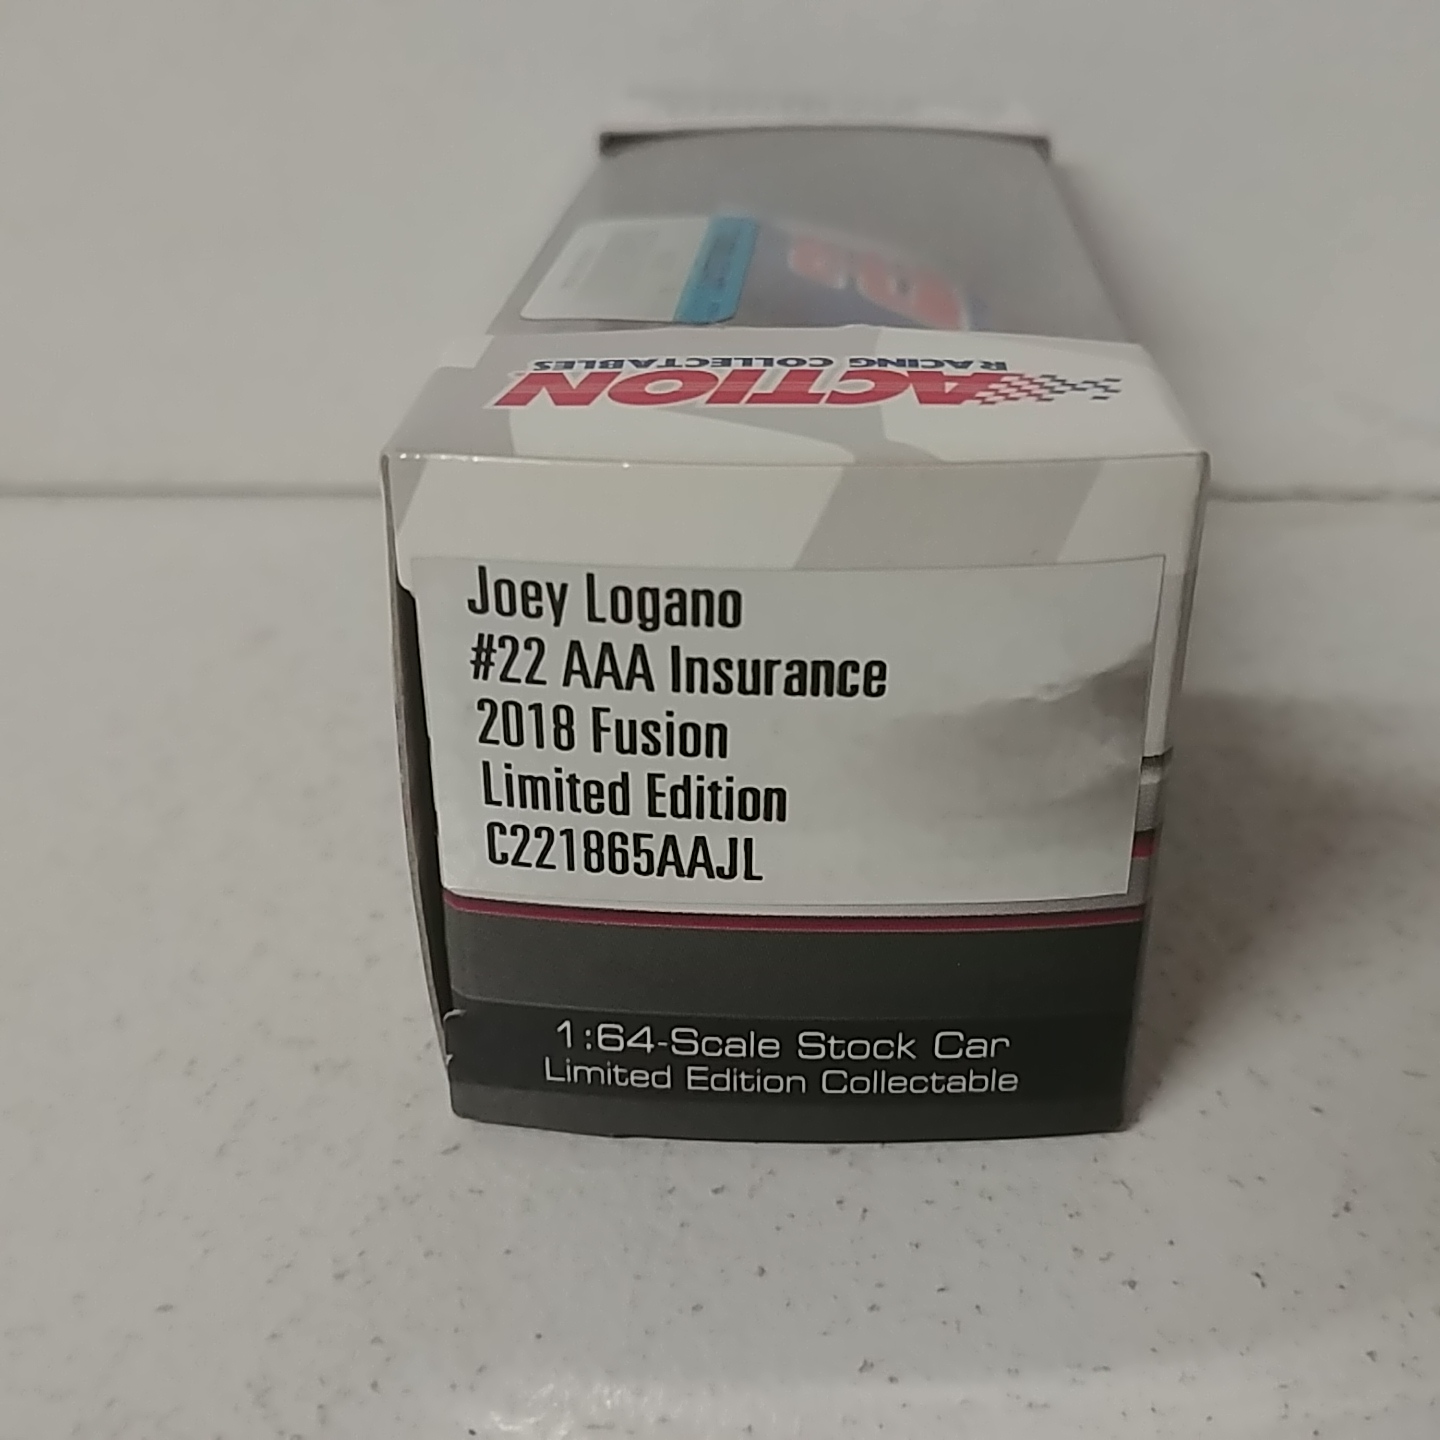 RACING COLLECTABLES
ACTION
Joey Logano
#22 AAA Insurance
2018 Fusion
Limited Edition
C221865AAJL
1:64-Scale Stock Car
Limited Edition Collectable